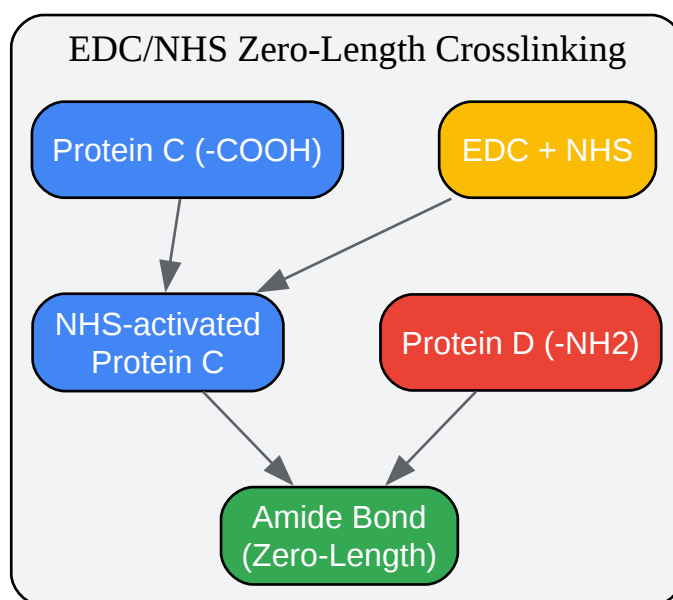 EDC/NHS Zero-Length Crosslinking
Protein C (-COOH)
EDC + NHS
NHS-activated
Protein C
Protein D (-NH2)
Amide Bond
(Zero-Length)